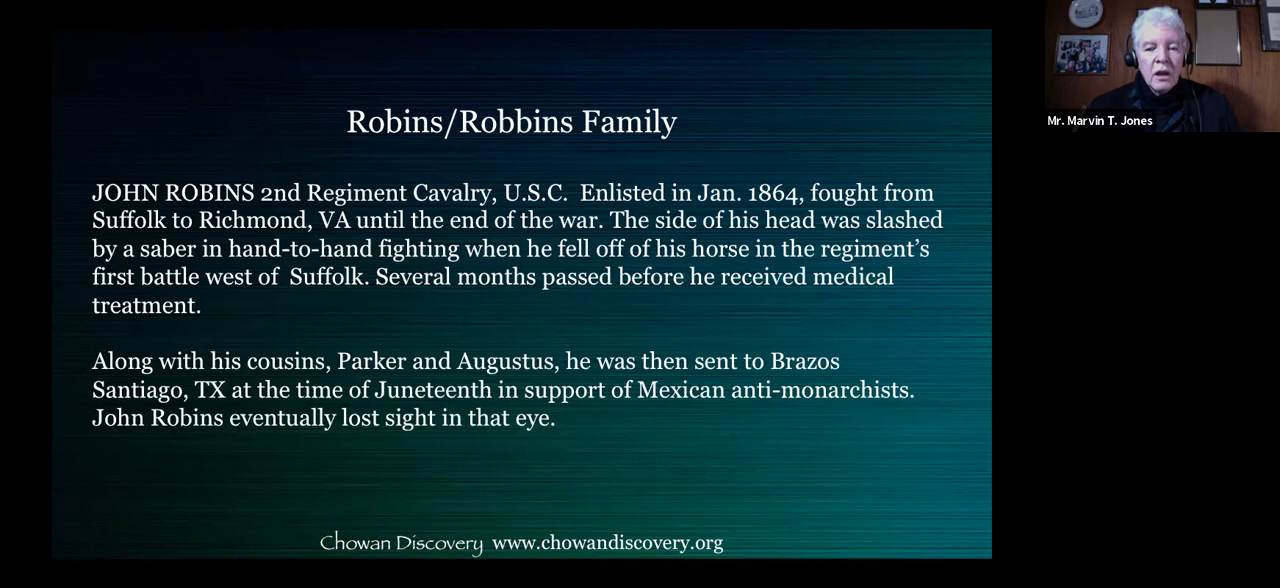 Robins/Robbins Family
JOHN ROBINS 2nd Regiment Cavalry, U.S.C.  Enlisted in Jan. 1864, fought from
Suffolk to Richmond, VA until the end of the war. The side of his head was slashed
by a saber in hand-to-hand fighting when he fell off of his horse in the regiment’s
first battle west of  Suffolk. Several months passed before he received medical
treatment.
Along with his cousins, Parker and Augustus, he was then sent to Brazos
Santiago, TX at the time of Juneteenth in support of Mexican anti-monarchists.
John Robins eventually lost sight in that eye.
Chowan Discovery  www.chowandiscovery.org
Mr. Marvin T. Jones